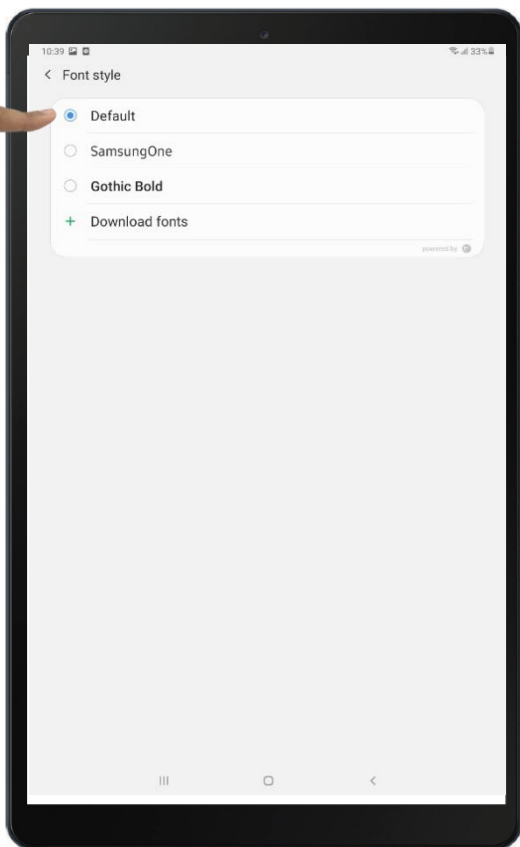 10:39
33%
Font style
Default
SamsungOne
Gothic Bold
Download fonts
powered by